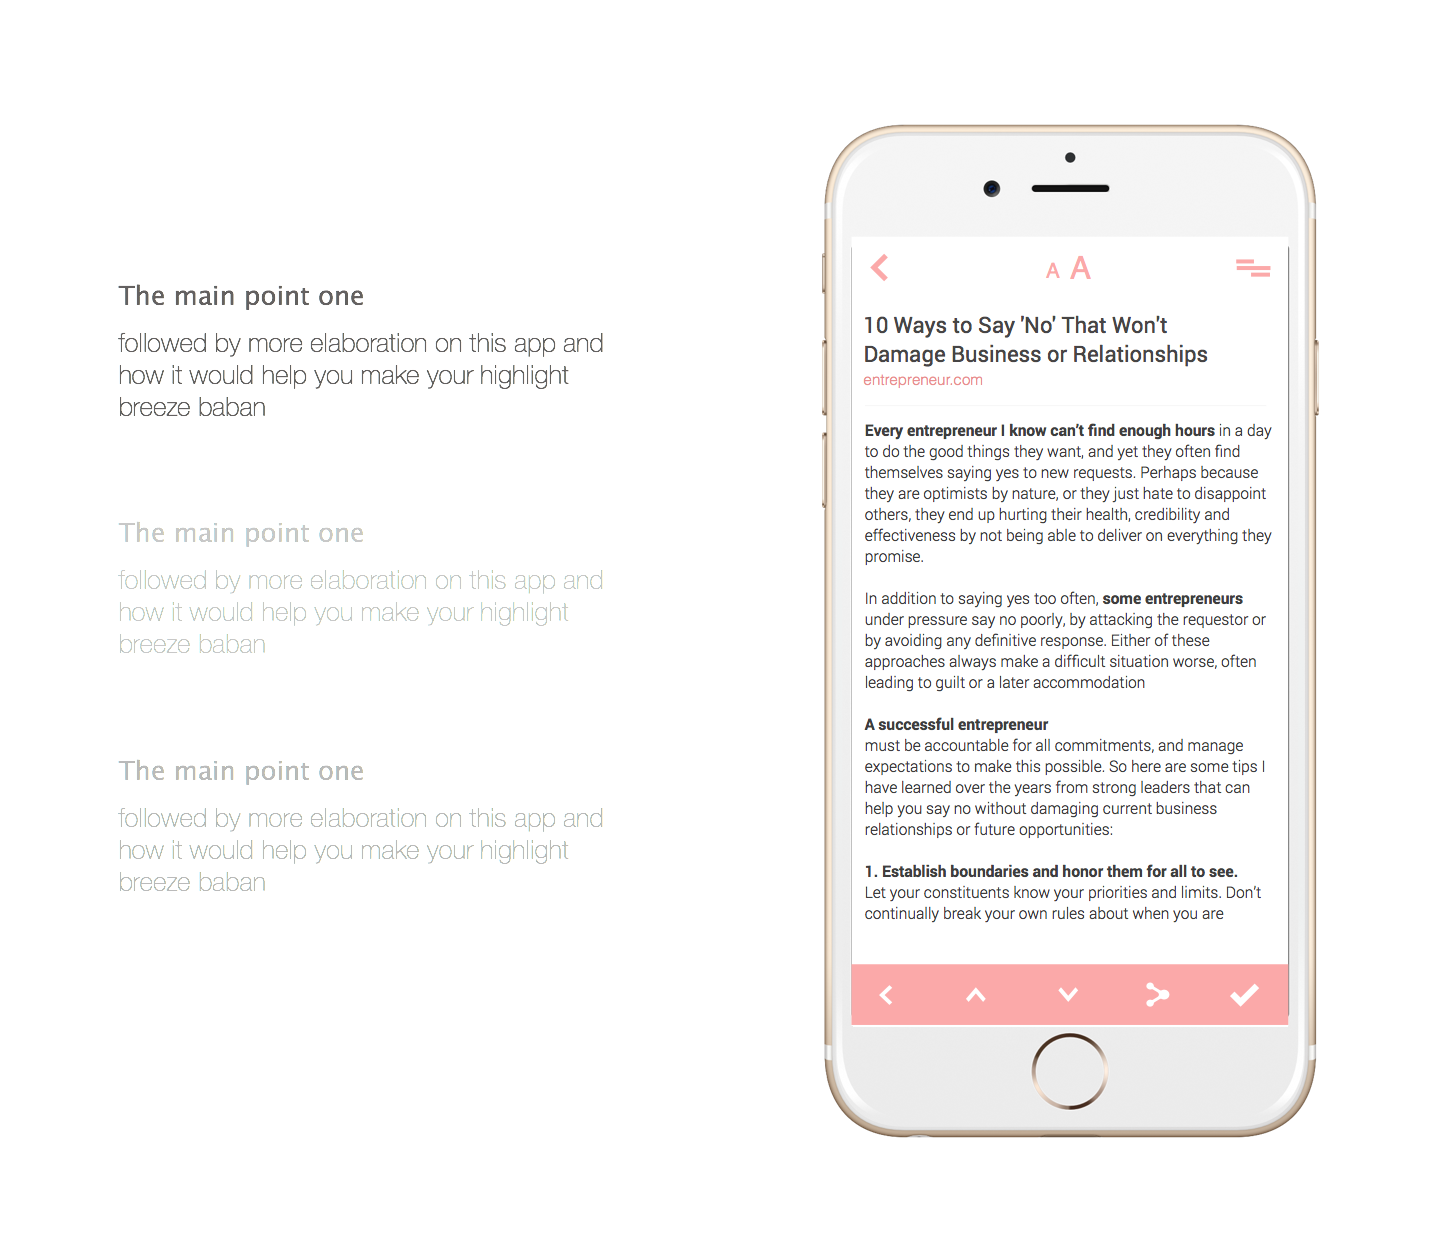 The main point one
followed by more elaboration on this app and
how it would help you make your highlight
breeze baban
The main point one
followed by more elaboration on this app and
how it would help you make your highlight
breeze baban
The main point one
followed by more elaboration on this app and
how it would help you make your highlight
breeze baban
A A
10 Ways to Say 'No' That Won't
Damage Business or Relationships
entrepreneur.com
Every entrepreneur I know can't find enough hours in a day
to do the good things they want, and yet they often find
themselves saying yes to new requests. Perhaps because
they are optimists by nature, or they just hate to disappoint
others, they end up hurting their health, credibility and
effectiveness by not being able to deliver on everything they
promise.
In addition to saying yes too often, some entrepreneurs
under pressure say no poorly, by attacking the requestor or
by avoiding any definitive response. Either of these
approaches always make a difficult situation worse, often
leading to guilt or a later accommodation
A successful entrepreneur
must be accountable for all commitments, and manage
expectations to make this possible. So here are some tips I
have learned over the years from strong leaders that can
help you say no without damaging current business
relationships or future opportunities:
1. Establish boundaries and honor them for all to see.
Let your constituents know your priorities and limits. Don't
continually break your own rules about when you are